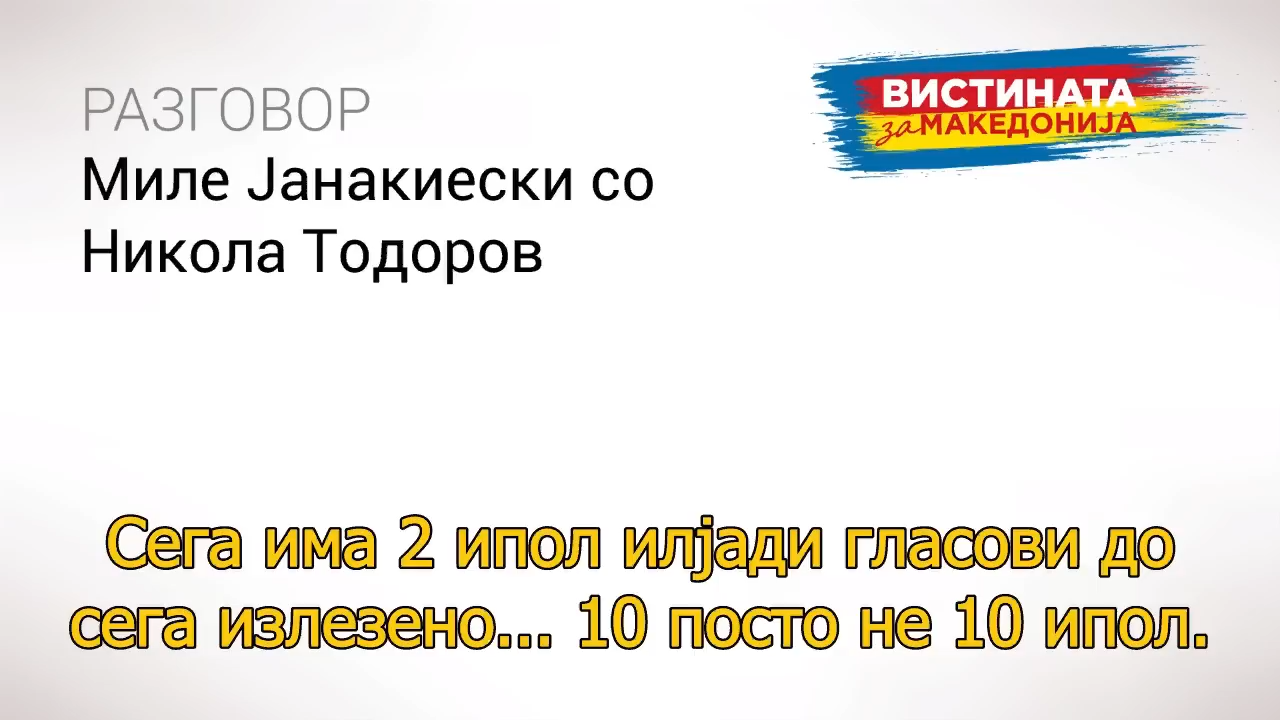 РАЗГОВОР
Миле Јанакиески со
Никола Тодоров
ВИСТИНАТА
за МАКЕДОНИЈА
Сега има 2 ипол илјади гласови до
сега излезено... 10 посто не 10 ипол.